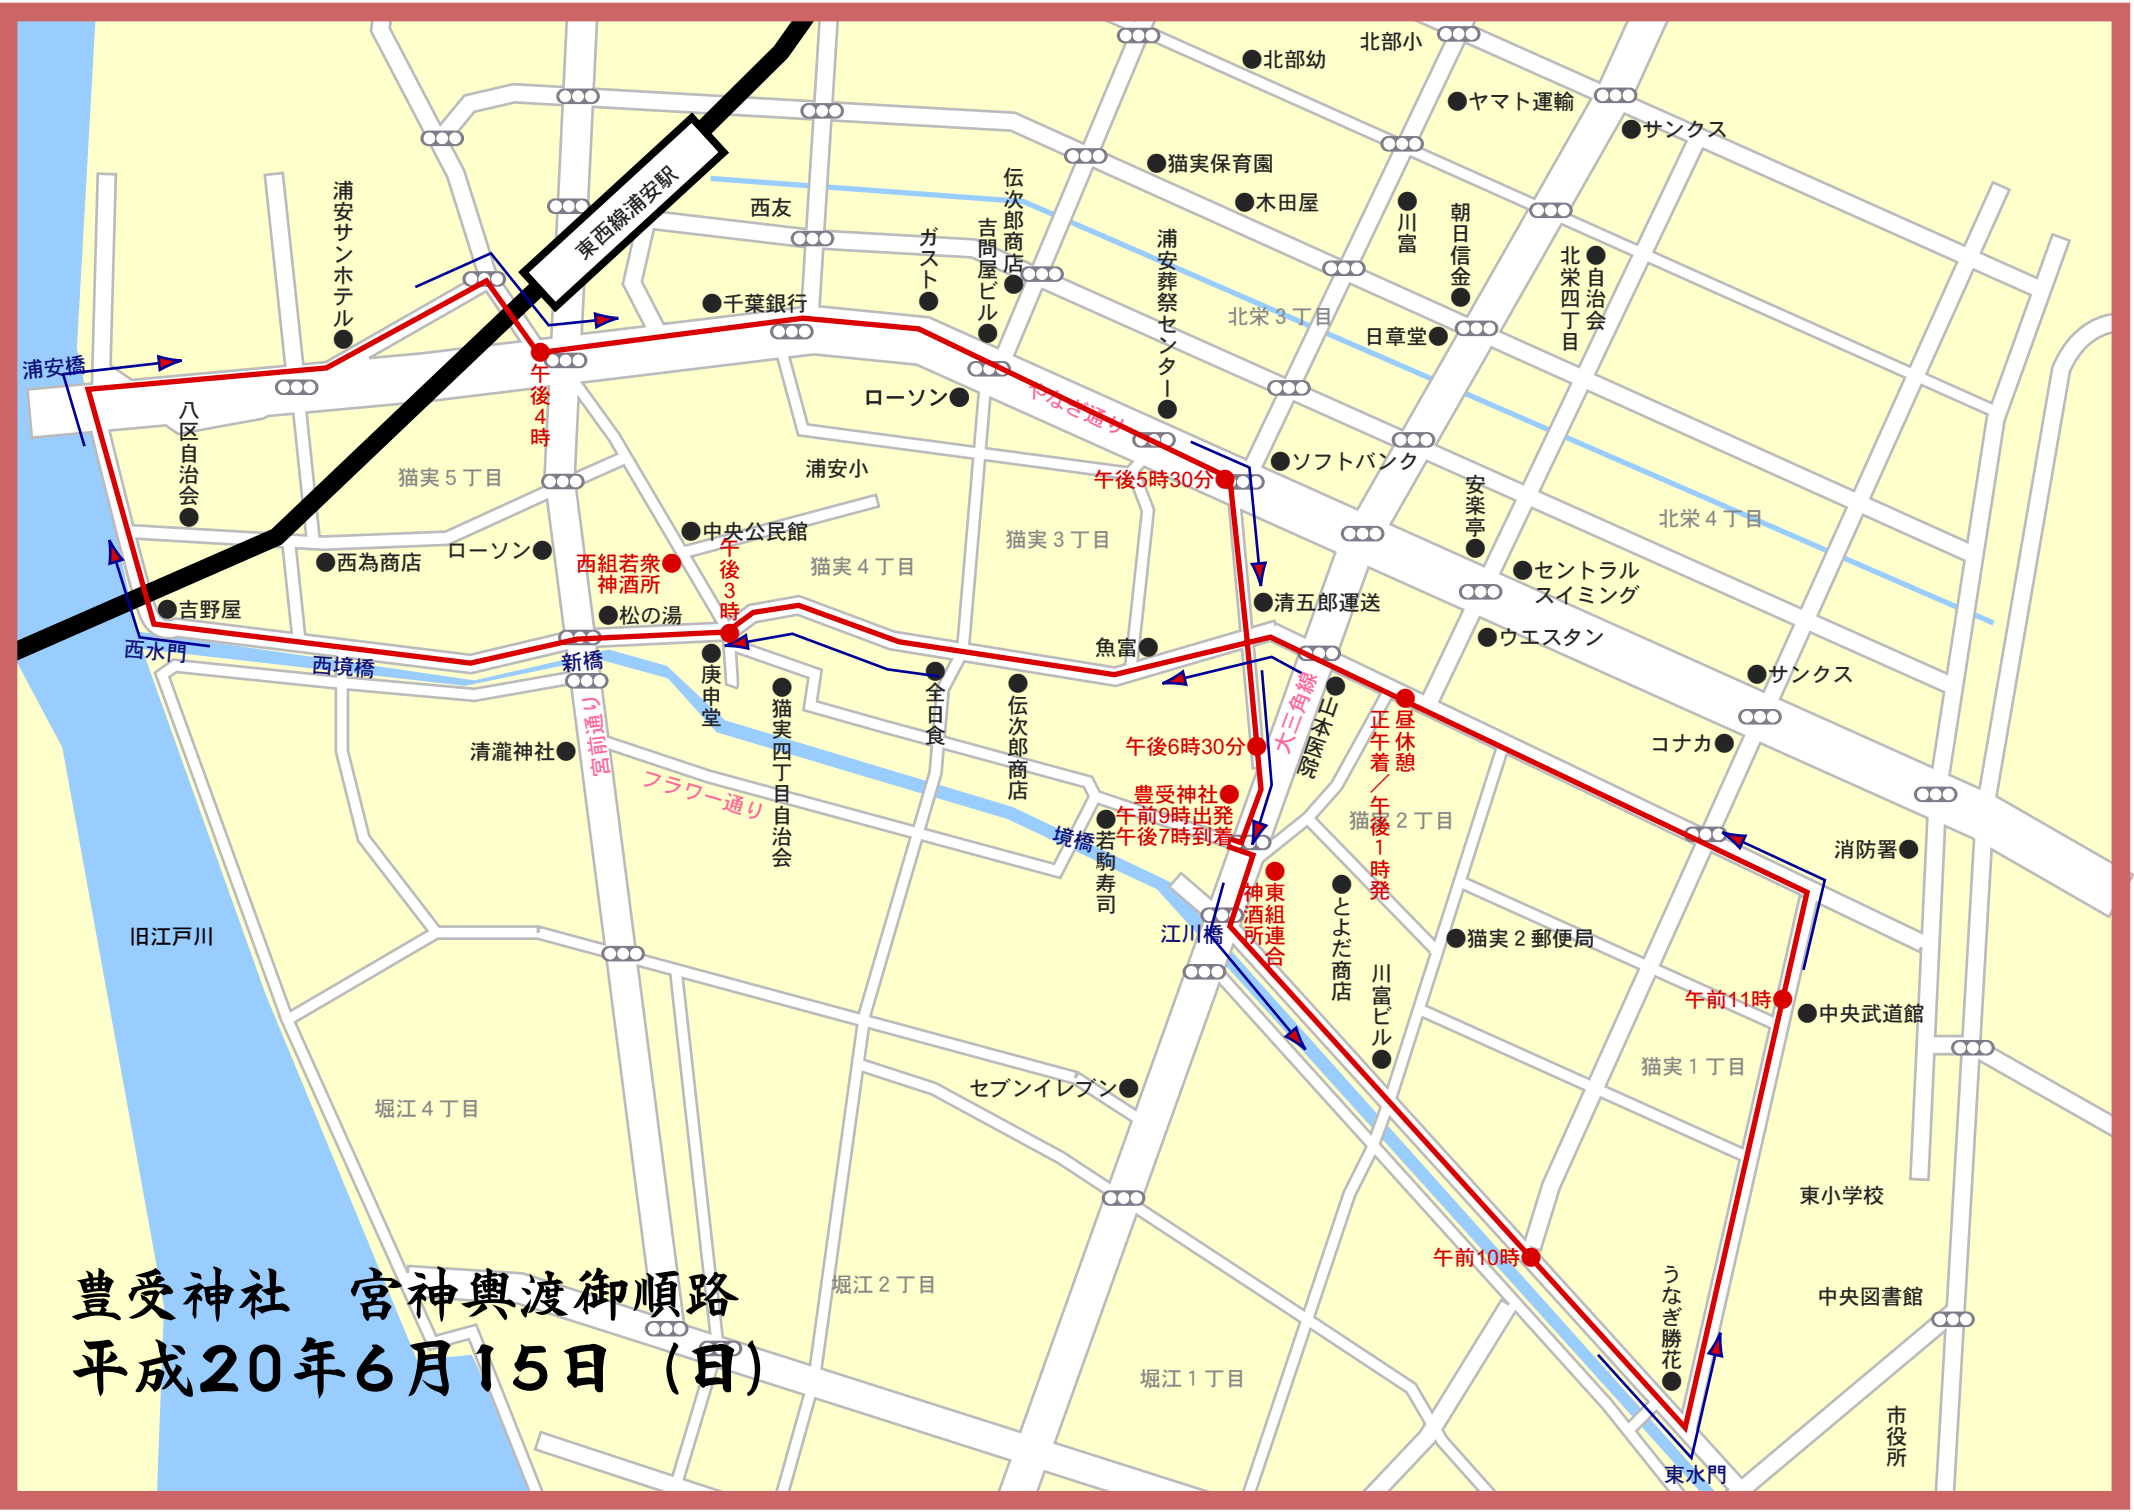 北部小
北部幼
ヤマト運輸
サンクス
猫実保育園
木田屋
川富
朝日信金
北栄四丁目
自治会
浦安サンホテル
東西線浦安駅
西友
ガスト
吉問屋ビル
伝次郎商店
浦安葬祭センター
千葉銀行
北栄3丁目
日章堂
浦安橋
午後4時
ローソン
やなぎ通り
八区自治会
猫実5丁目
浦安小
午後5時30分
ソフトバンク
安楽亭
北栄4丁目
中央公民館
猫実3丁目
西為商店
ローソン
西組若衆
神酒所
午後3時
猫実4丁目
セントラル
スイミング
吉野屋
松の湯
清五郎運送
ウエスタン
西水門
西境橋
新橋
魚富
庚申堂
全日食
猫実四丁目自治会
伝次郎商店
大三角線
山本医院
昼休憩
正午着／午後1時発
サンクス
コナカ
宮前通り
清瀧神社
フラワー通り
午後6時30分
豊受神社
午前9時出発
午後7時到着
猫実2丁目
境橋
若駒寿司
消防署
東組連合
神酒所
とよだ商店
江川橋
猫実2郵便局
旧江戸川
川富ビル
午前11時
中央武道館
猫実1丁目
セブンイレブン
堀江4丁目
東小学校
午前10時
堀江2丁目
うなぎ勝花
中央図書館
堀江1丁目
市役所
東水門
豊受神社　宮神輿渡御順路
平成20年6月15日（日）